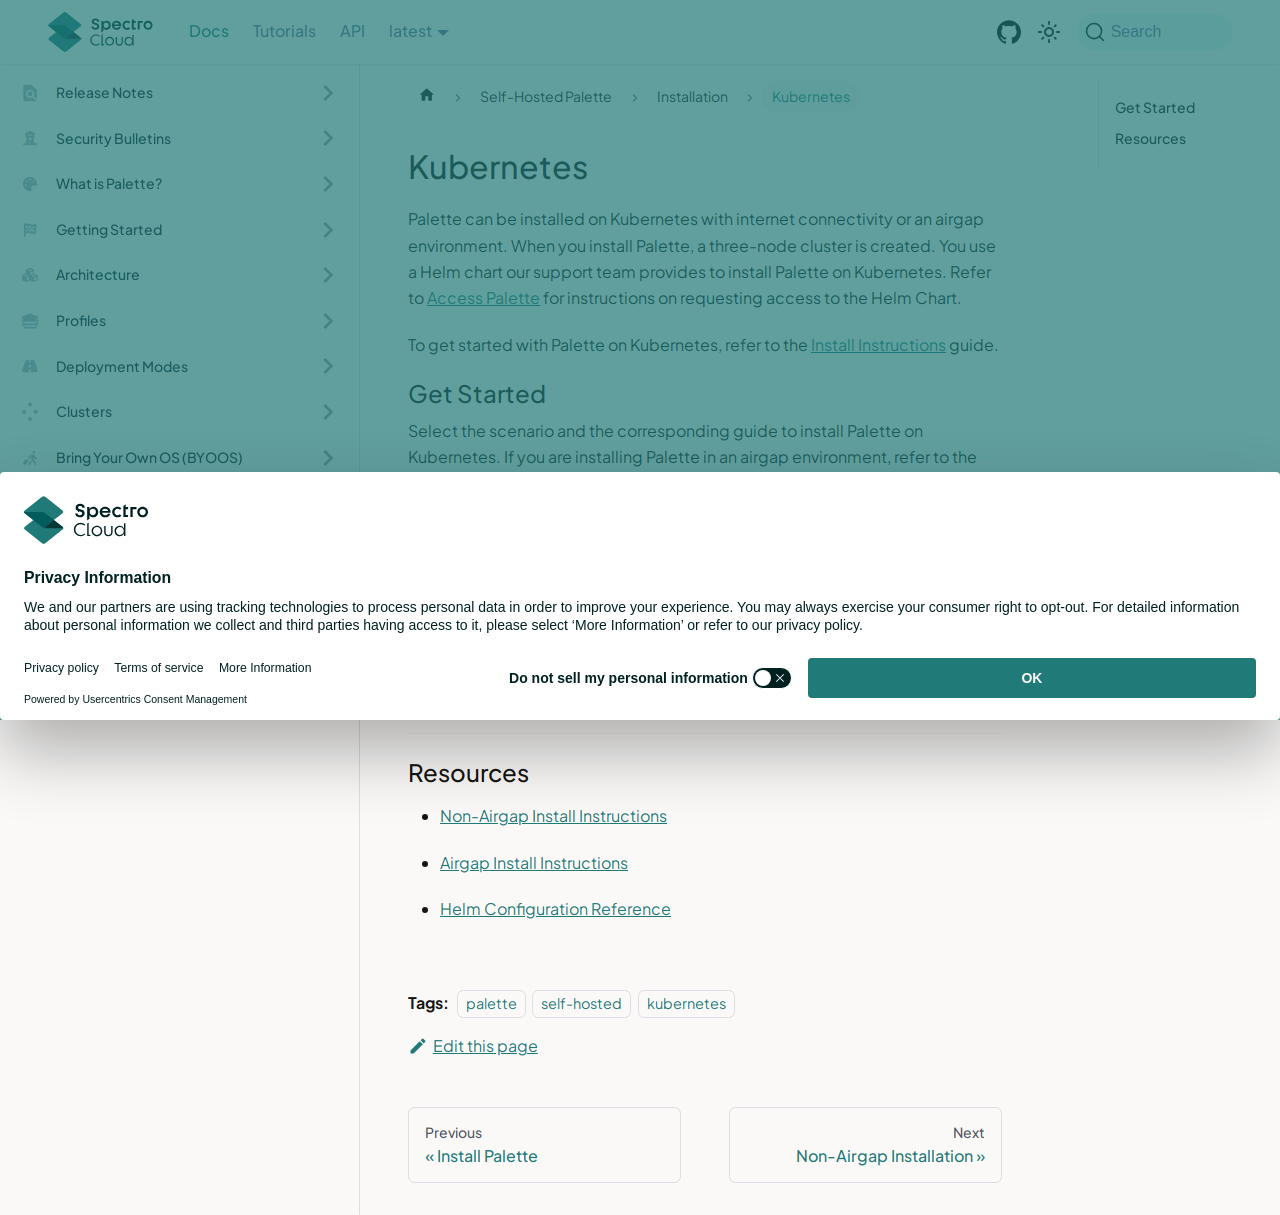 Spectro Cloud
Docs
Tutorials
API
latest
Search
Release Notes
Security Bulletins
What is Palette?
Getting Started
Architecture
Profiles
Deployment Modes
Clusters
Bring Your Own OS (BYOOS)
Self-Hosted Palette
Installation
Kubernetes
Get Started
Resources
Kubernetes
Palette can be installed on Kubernetes with internet connectivity or an airgap
environment. When you install Palette, a three-node cluster is created. You use
a Helm chart our support team provides to install Palette on Kubernetes. Refer
to Access Palette for instructions on requesting access to the Helm Chart.
To get started with Palette on Kubernetes, refer to the Install Instructions guide.
Get Started
Select the scenario and the corresponding guide to install Palette on
Kubernetes. If you are installing Palette in an airgap environment, refer to the
Spectro Cloud
Privacy Information
We and our partners are using tracking technologies to process personal data in order to improve your experience. You may always exercise your consumer right to opt-out. For detailed information
about personal information we collect and third parties having access to it, please select ‘More Information’ or refer to our privacy policy.
Privacy policy
Terms of service
More Information
Do not sell my personal information
OK
Powered by Usercentrics Consent Management
Resources
Non-Airgap Install Instructions
Airgap Install Instructions
Helm Configuration Reference
Tags:
palette
self-hosted
kubernetes
Edit this page
Previous
« Install Palette
Next
Non-Airgap Installation »